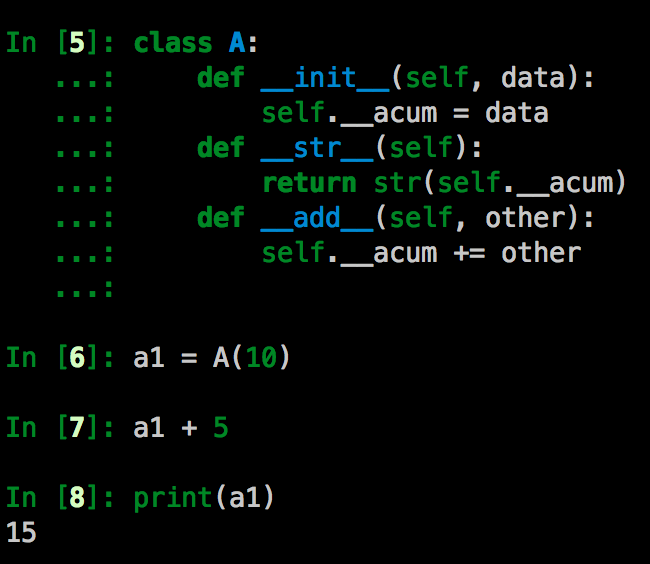 In [5]: class A:
   ...:     def __init__(self, data):
   ...:         self.__acum = data
   ...:     def __str__(self):
   ...:         return str(self.__acum)
   ...:     def __add__(self, other):
   ...:         self.__acum += other
   ...:
In [6]: a1 = A(10)
In [7]: a1 + 5
In [8]: print(a1)
15